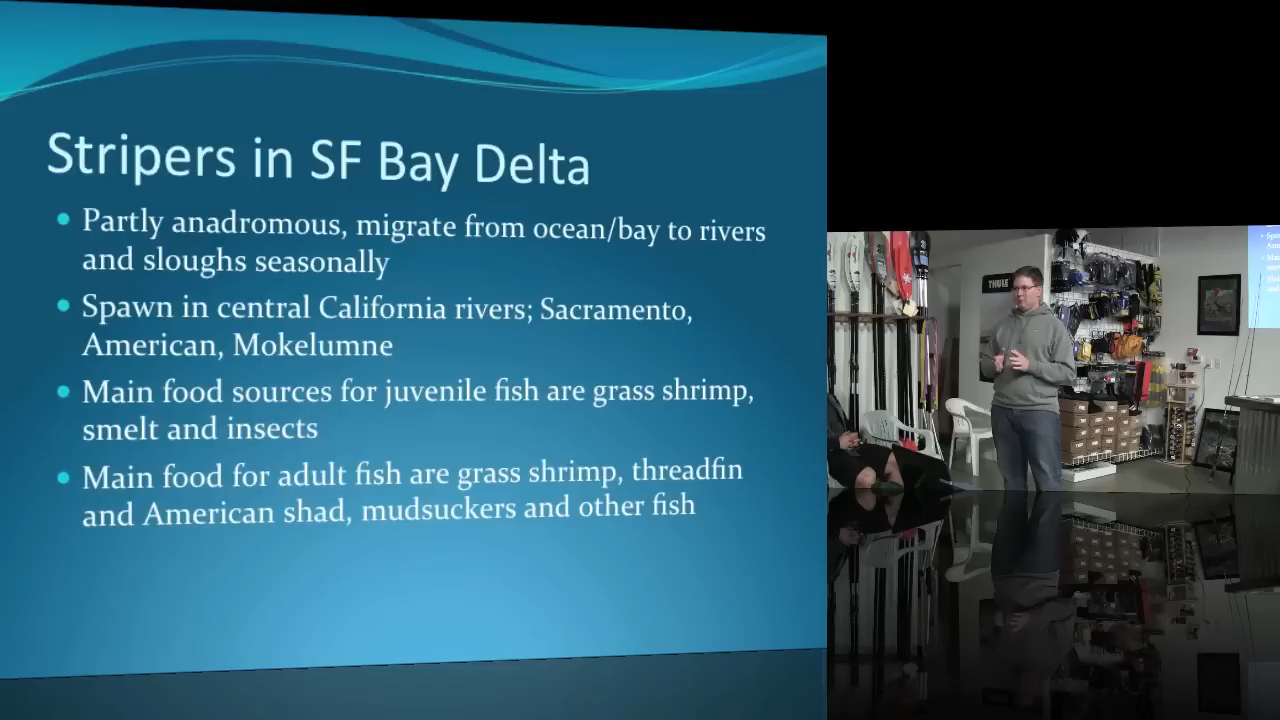 Stripers in SF Bay Delta
Partly anadromous, migrate from ocean/bay to rivers
and sloughs seasonally
Spawn in central California rivers; Sacramento,
American, Mokelumne
Main food sources for juvenile fish are grass shrimp,
smelt and insects
Main food for adult fish are grass shrimp, threadfin
and American shad, mudsuckers and other fish
THULE